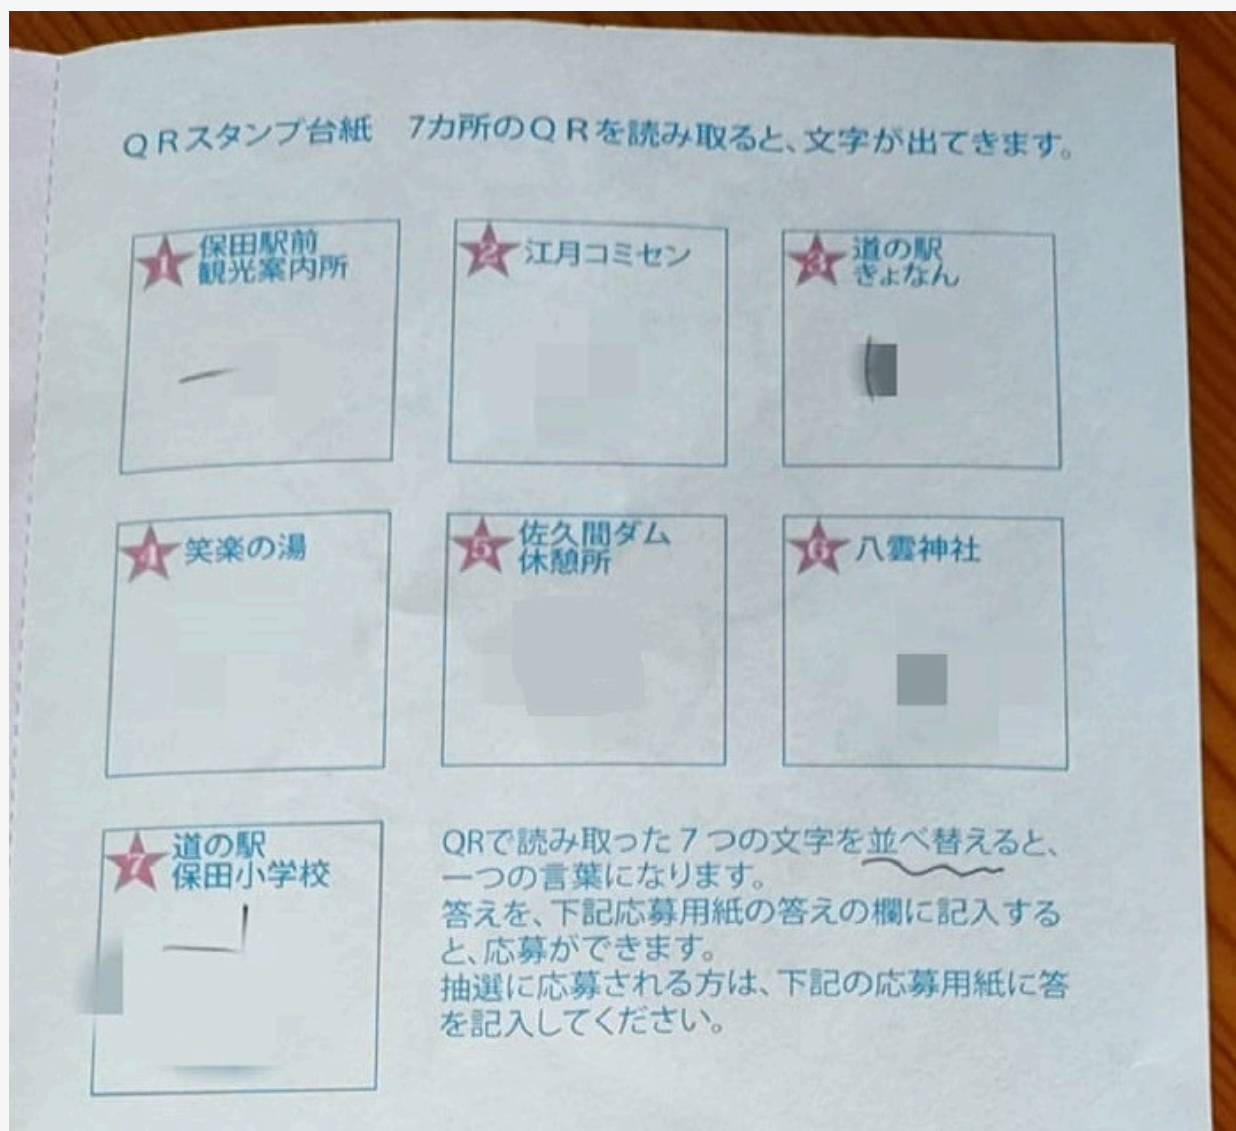 QRスタンプ台紙　7カ所のQRを読み取ると、文字が出てきます。
1 保田駅前
観光案内所
2 江月コミセン
3 道の駅
きょなん
4 笑楽の湯
5 佐久間ダム
休憩所
6 八雲神社
7 道の駅
保田小学校
QRで読み取った7つの文字を並べ替えると、
一つの言葉になります。
答えを、下記応募用紙の答えの欄に記入する
と、応募ができます。
抽選に応募される方は、下記の応募用紙に答
を記入してください。